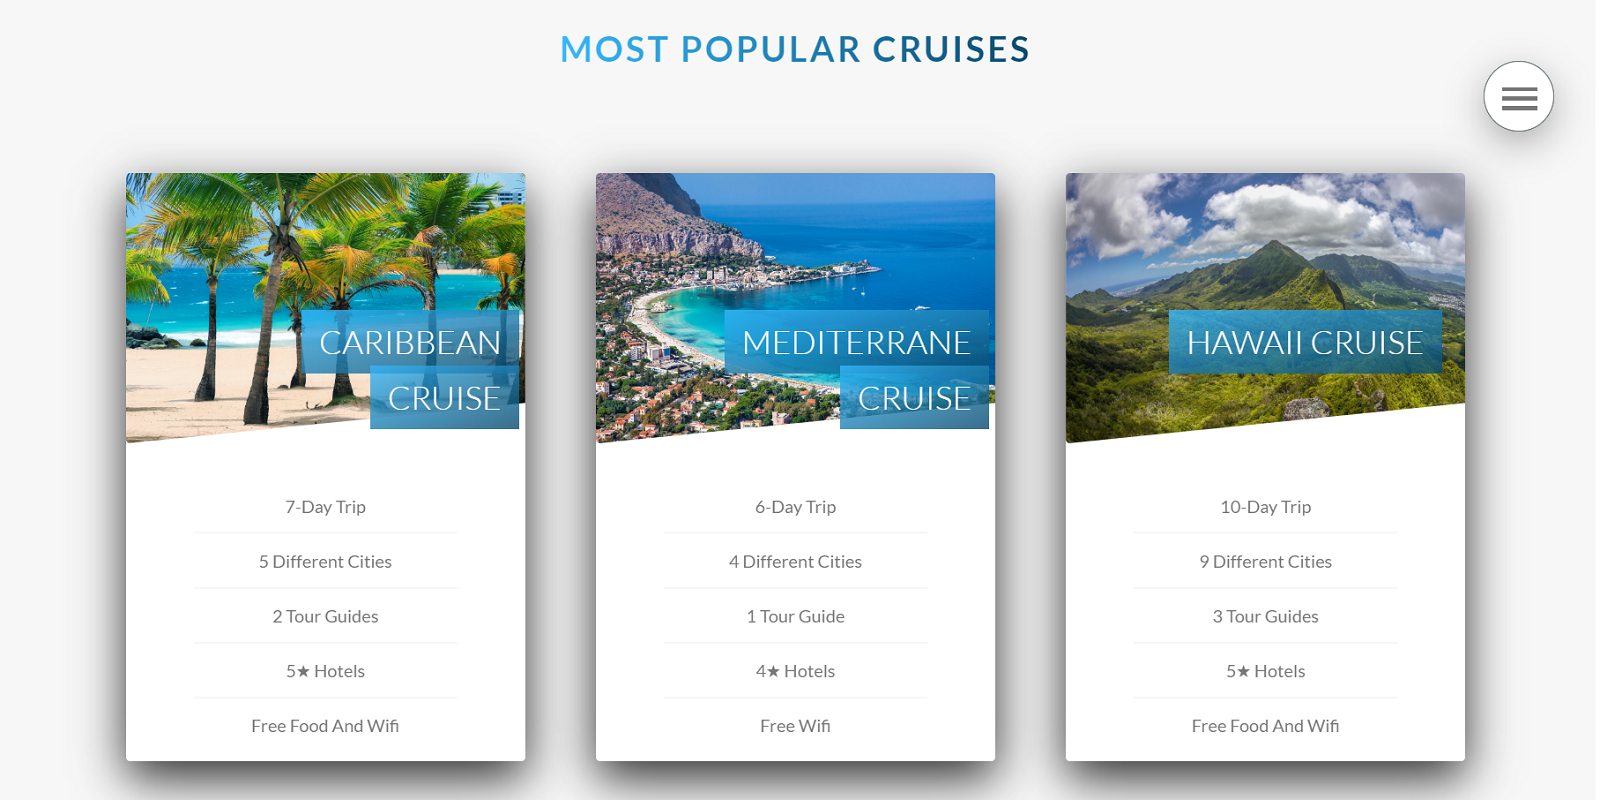 MOST POPULAR CRUISES
CARIBBEAN
CRUISE
7-Day Trip
5 Different Cities
2 Tour Guides
5★ Hotels
Free Food And Wifi
MEDITERRANE
CRUISE
6-Day Trip
4 Different Cities
1 Tour Guide
4★ Hotels
Free Wifi
HAWAII CRUISE
10-Day Trip
9 Different Cities
3 Tour Guides
5★ Hotels
Free Food And Wifi